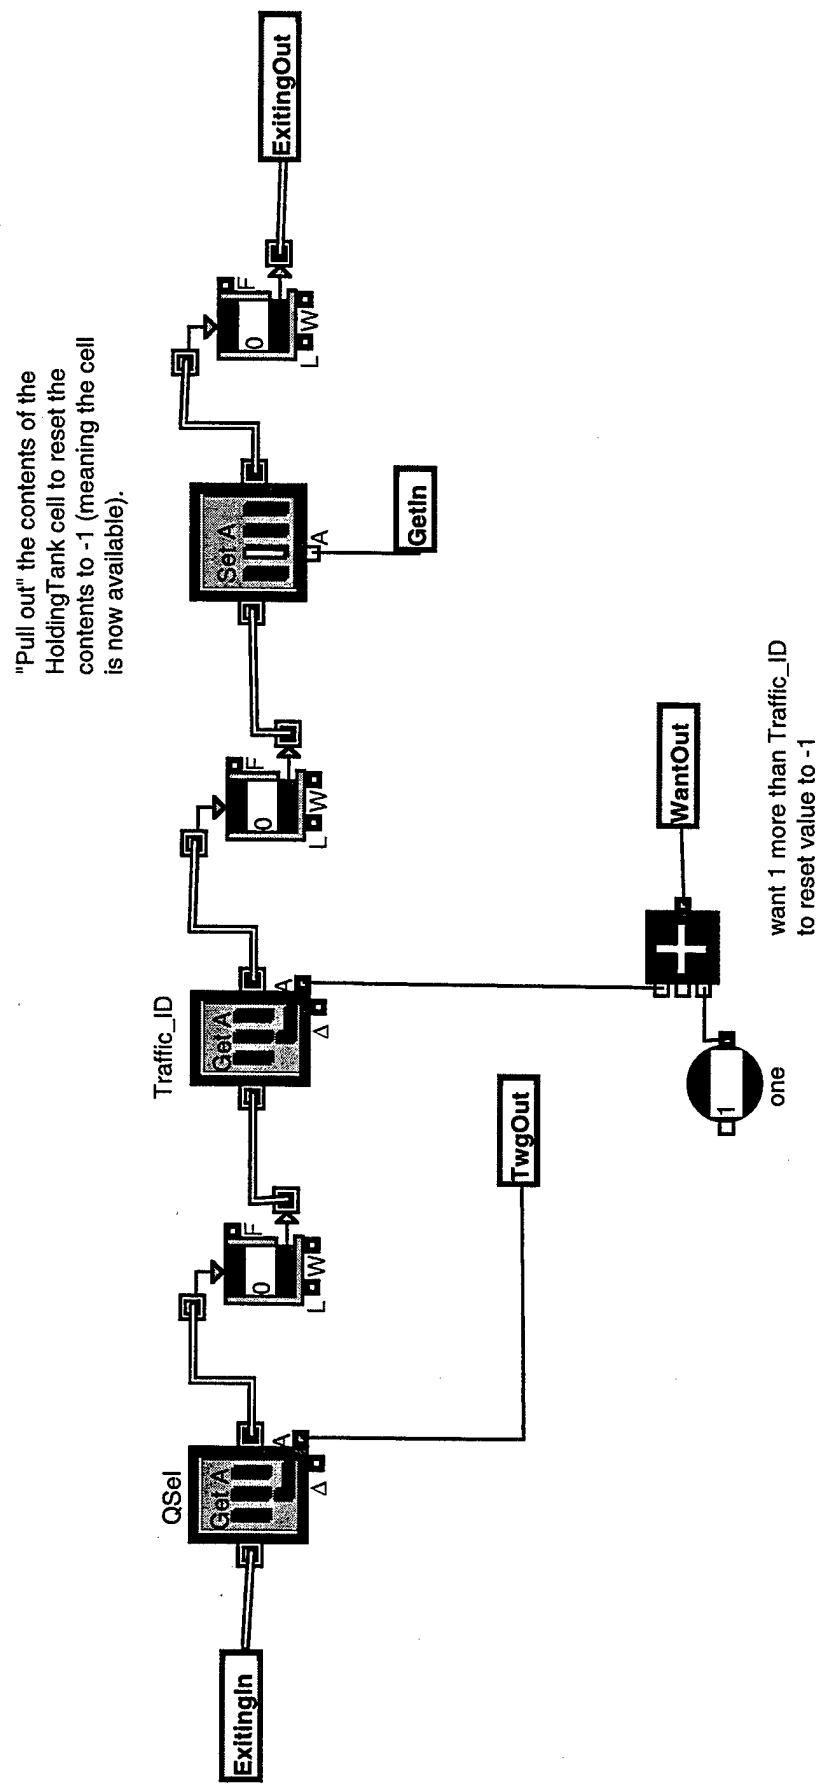 "Pull out" the contents of the
HoldingTank cell to reset the
contents to -1 (meaning the cell
is now available).
ExitingIn
QSel
Get A
A
Δ
0
F
L W
TwgOut
Traffic_ID
Get A
A
Δ
0
F
L W
1
one
WantOut
want 1 more than Traffic_ID
to reset value to -1
Set A
A
GetIn
0
F
L W
ExitingOut